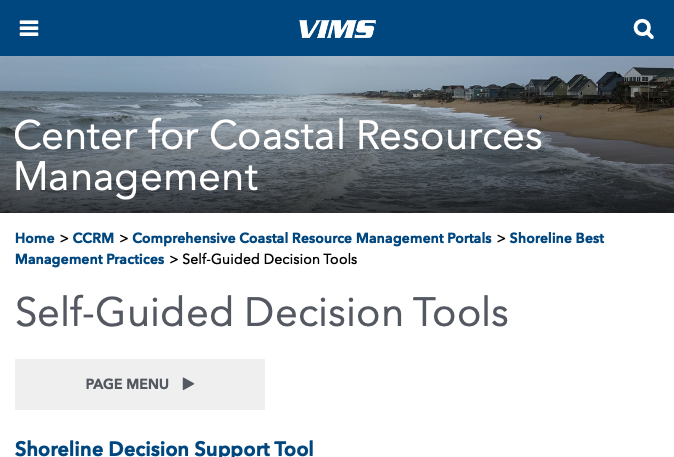 VIMS
Center for Coastal Resources
Management
Home > CCRM > Comprehensive Coastal Resource Management Portals > Shoreline Best
Management Practices > Self-Guided Decision Tools
Self-Guided Decision Tools
PAGE MENU
Shoreline Decision Support Tool